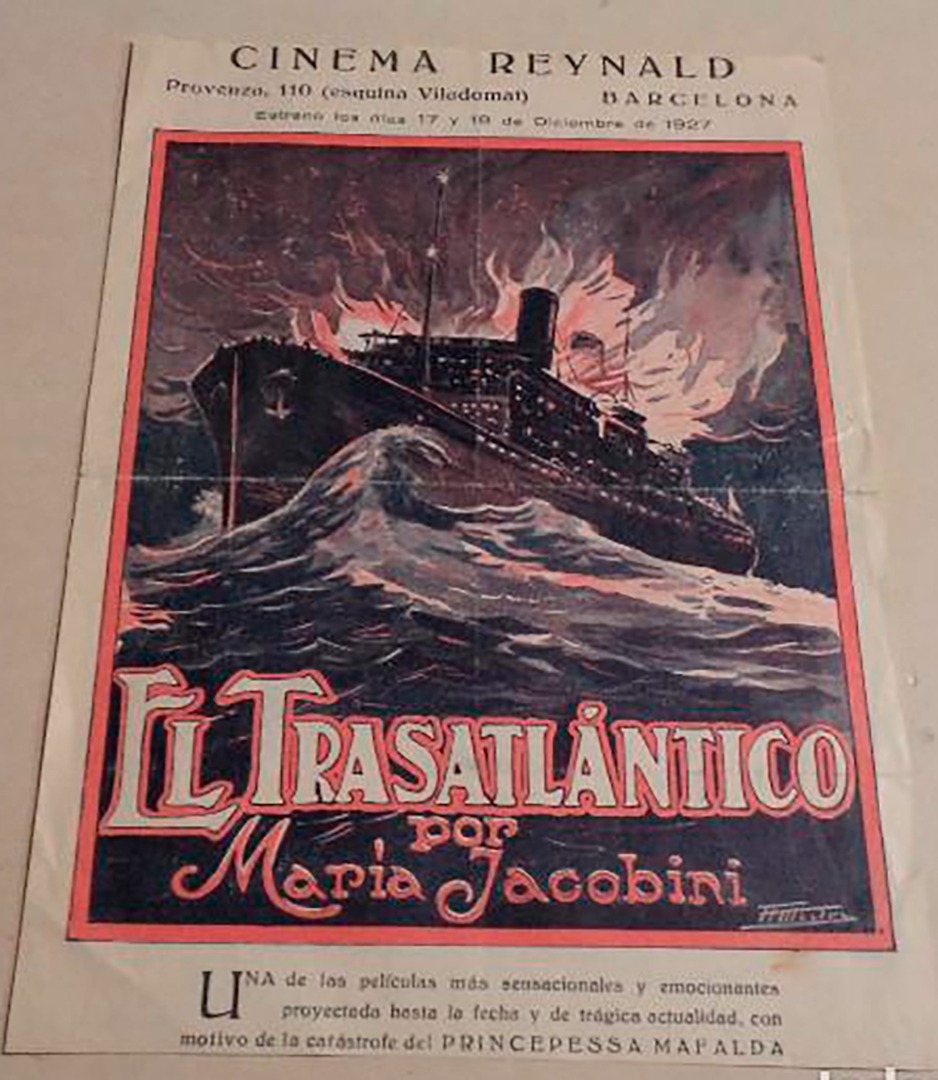 CINEMA REYNALD
Provenza, 110 (esquina Viladomat) BARCELONA
Estreno los días 17 y 18 de Diciembre de 1927
EL TRASATLÁNTICO
por
María Jacobini
UNA de las películas más sensacionales y emocionantes
proyectada hasta la fecha y de trágica actualidad, con
motivo de la catástrofe del PRINCEPESSA MAFALDA